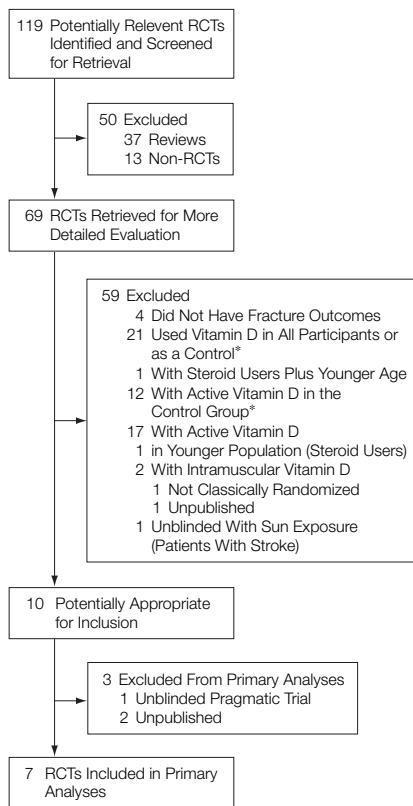 119 Potentially Relevent RCTs
Identified and Screened
for Retrieval
50 Excluded
37 Reviews
13 Non-RCTs
69 RCTs Retrieved for More
Detailed Evaluation
59 Excluded
4 Did Not Have Fracture Outcomes
21 Used Vitamin D in All Participants or
as a Control*
1 With Steroid Users Plus Younger Age
12 With Active Vitamin D in the
Control Group*
17 With Active Vitamin D
1 in Younger Population (Steroid Users)
2 With Intramuscular Vitamin D
1 Not Classically Randomized
1 Unpublished
1 Unblinded With Sun Exposure
(Patients With Stroke)
10 Potentially Appropriate
for Inclusion
3 Excluded From Primary Analyses
1 Unblinded Pragmatic Trial
2 Unpublished
7 RCTs Included in Primary
Analyses